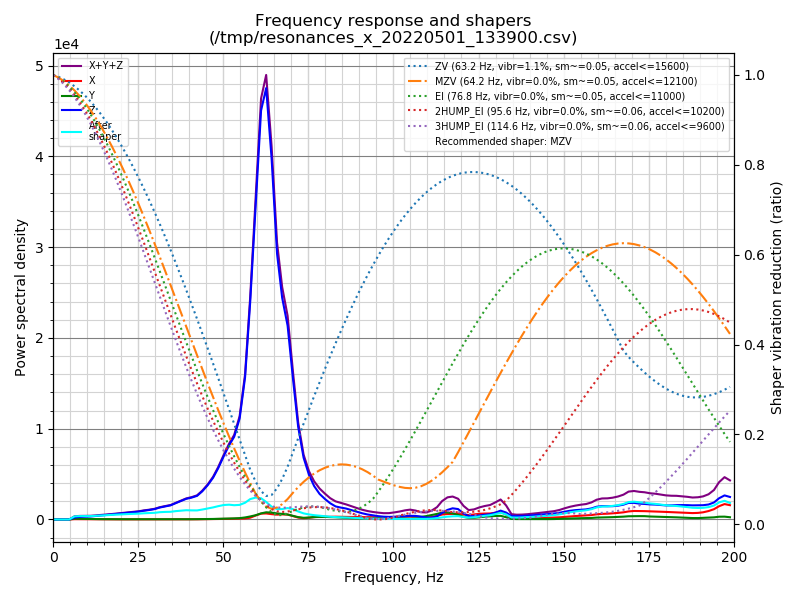 Frequency response and shapers
(/tmp/resonances_x_20220501_133900.csv)
1e4
X+Y+Z
X
Y
Z
After
shaper
ZV (63.2 Hz, vibr=1.1%, sm~=0.05, accel<=15600)
MZV (64.2 Hz, vibr=0.0%, sm~=0.05, accel<=12100)
EI (76.8 Hz, vibr=0.0%, sm~=0.05, accel<=11000)
2HUMP_EI (95.6 Hz, vibr=0.0%, sm~=0.06, accel<=10200)
3HUMP_EI (114.6 Hz, vibr=0.0%, sm~=0.06, accel<=9600)
Recommended shaper: MZV
5
4
3
2
1
0
Power spectral density
1.0
0.8
0.6
0.4
0.2
0.0
Shaper vibration reduction (ratio)
0 25 50 75 100 125 150 175 200
Frequency, Hz